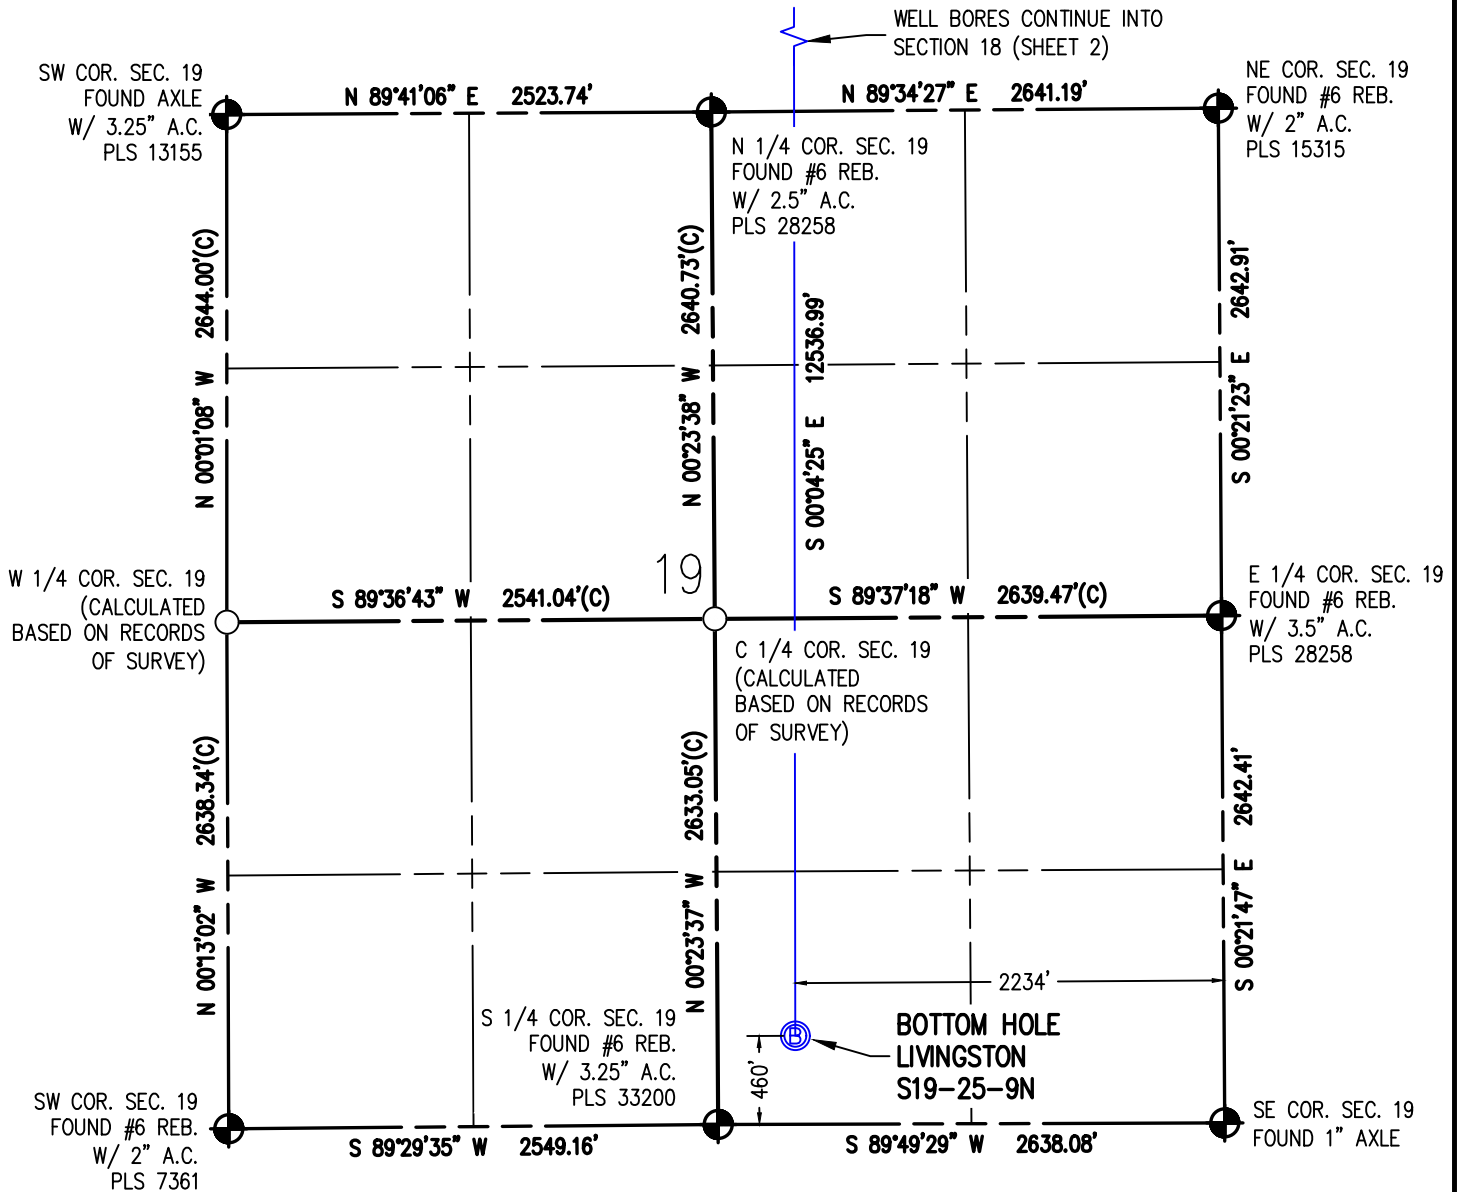 WELL BORES CONTINUE INTO
SECTION 18 (SHEET 2)
SW COR. SEC. 19
FOUND AXLE
W/ 3.25" A.C.
PLS 13155
N 89°41'06" E 2523.74'
N 89°34'27" E 2641.19'
NE COR. SEC. 19
FOUND #6 REB.
W/ 2" A.C.
PLS 15315
N 1/4 COR. SEC. 19
FOUND #6 REB.
W/ 2.5" A.C.
PLS 28258
N 00°01'08" W 2644.00'(C)
N 00°23'38" W 2640.73'(C)
S 00°04'25" E 12536.99'
S 00°21'23" E 2642.91'
19
W 1/4 COR. SEC. 19
(CALCULATED
BASED ON RECORDS
OF SURVEY)
S 89°36'43" W 2541.04'(C)
S 89°37'18" W 2639.47'(C)
E 1/4 COR. SEC. 19
FOUND #6 REB.
W/ 3.5" A.C.
PLS 28258
C 1/4 COR. SEC. 19
(CALCULATED
BASED ON RECORDS
OF SURVEY)
N 00°13'02" W 2638.34'(C)
N 00°23'37" W 2633.05'(C)
S 00°21'47" E 2642.41'
2234'
S 1/4 COR. SEC. 19
FOUND #6 REB.
W/ 3.25" A.C.
PLS 33200
460'
B
BOTTOM HOLE
LIVINGSTON
S19-25-9N
SW COR. SEC. 19
FOUND #6 REB.
W/ 2" A.C.
PLS 7361
S 89°29'35" W 2549.16'
S 89°49'29" W 2638.08'
SE COR. SEC. 19
FOUND 1" AXLE